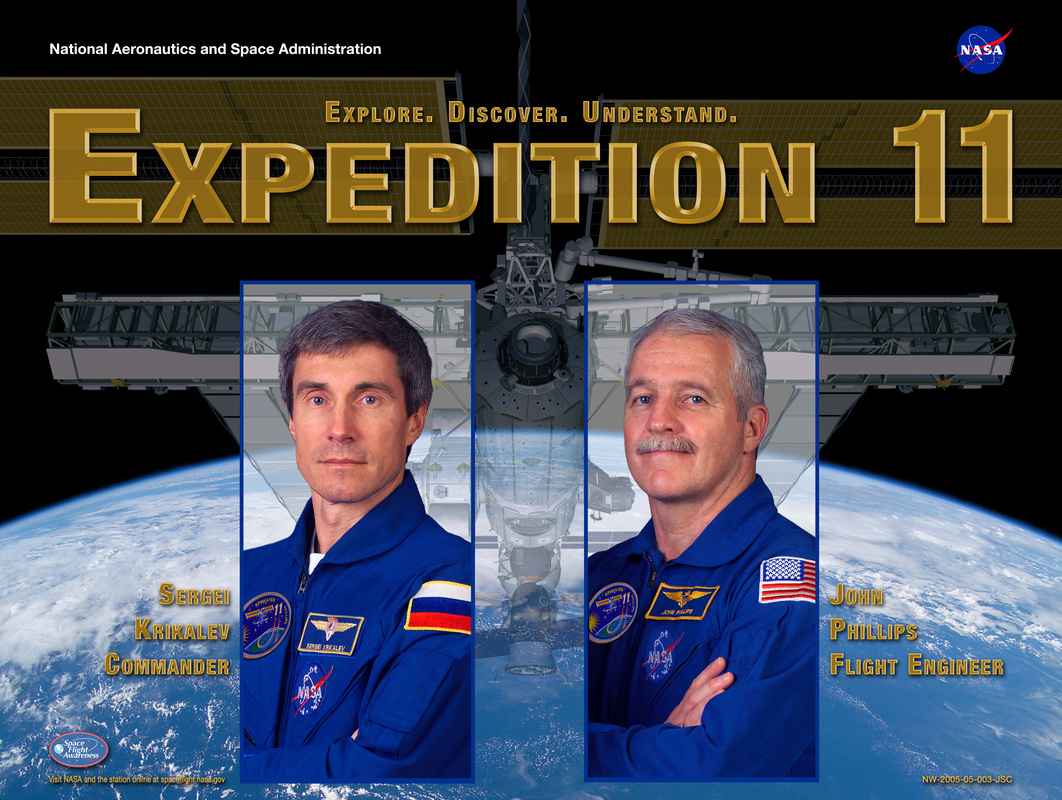 National Aeronautics and Space Administration
NASA
Explore. Discover. Understand.
Expedition 11
Sergei
Krikalev
Commander
John
Phillips
Flight Engineer
11
SERGEI KRIKALEV
NASA
JOHN PHILLIPS
NASA
Space
Flight
Awareness
Visit NASA and the station online at spaceflight.nasa.gov
NW-2005-05-003-JSC